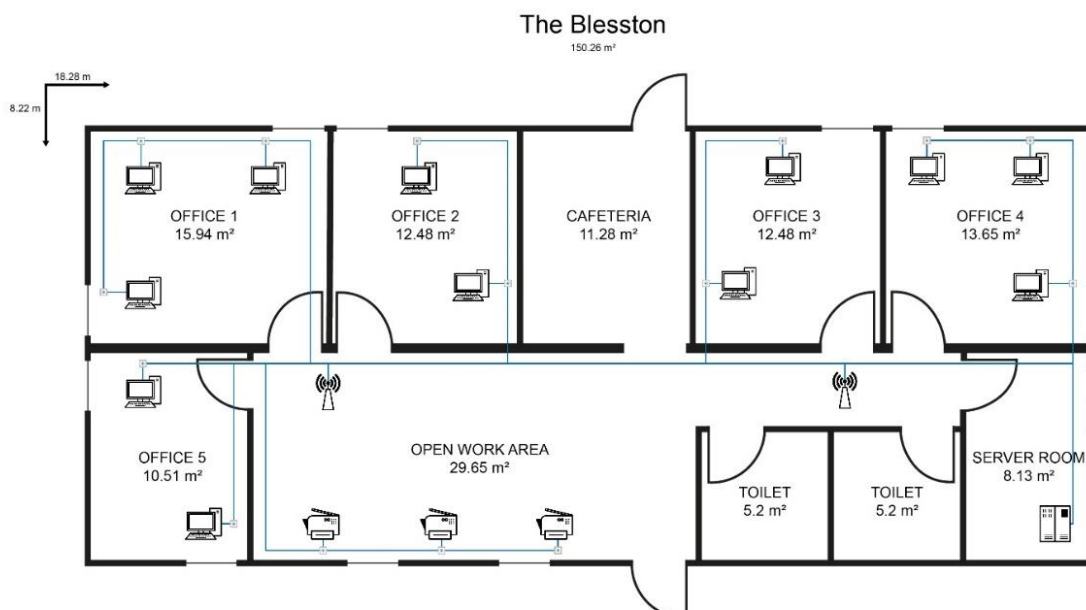 The Blesston
150.26 m²
18.28 m
8.22 m
OFFICE 1
15.94 m²
OFFICE 2
12.48 m²
CAFETERIA
11.28 m²
OFFICE 3
12.48 m²
OFFICE 4
13.65 m²
OFFICE 5
10.51 m²
OPEN WORK AREA
29.65 m²
TOILET
5.2 m²
TOILET
5.2 m²
SERVER ROOM
8.13 m²